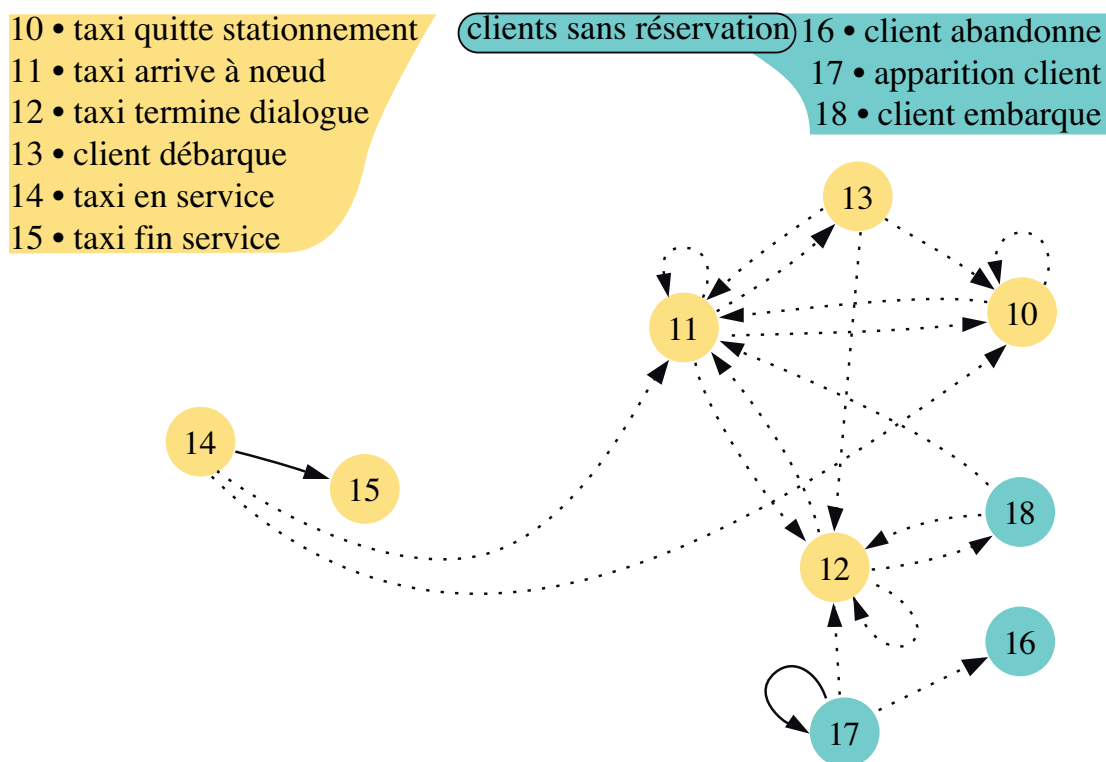 10 • taxi quitte stationnement
11 • taxi arrive à nœud
12 • taxi termine dialogue
13 • client débarque
14 • taxi en service
15 • taxi fin service
clients sans réservation
16 • client abandonne
17 • apparition client
18 • client embarque
13
10
11
14
15
18
12
16
17